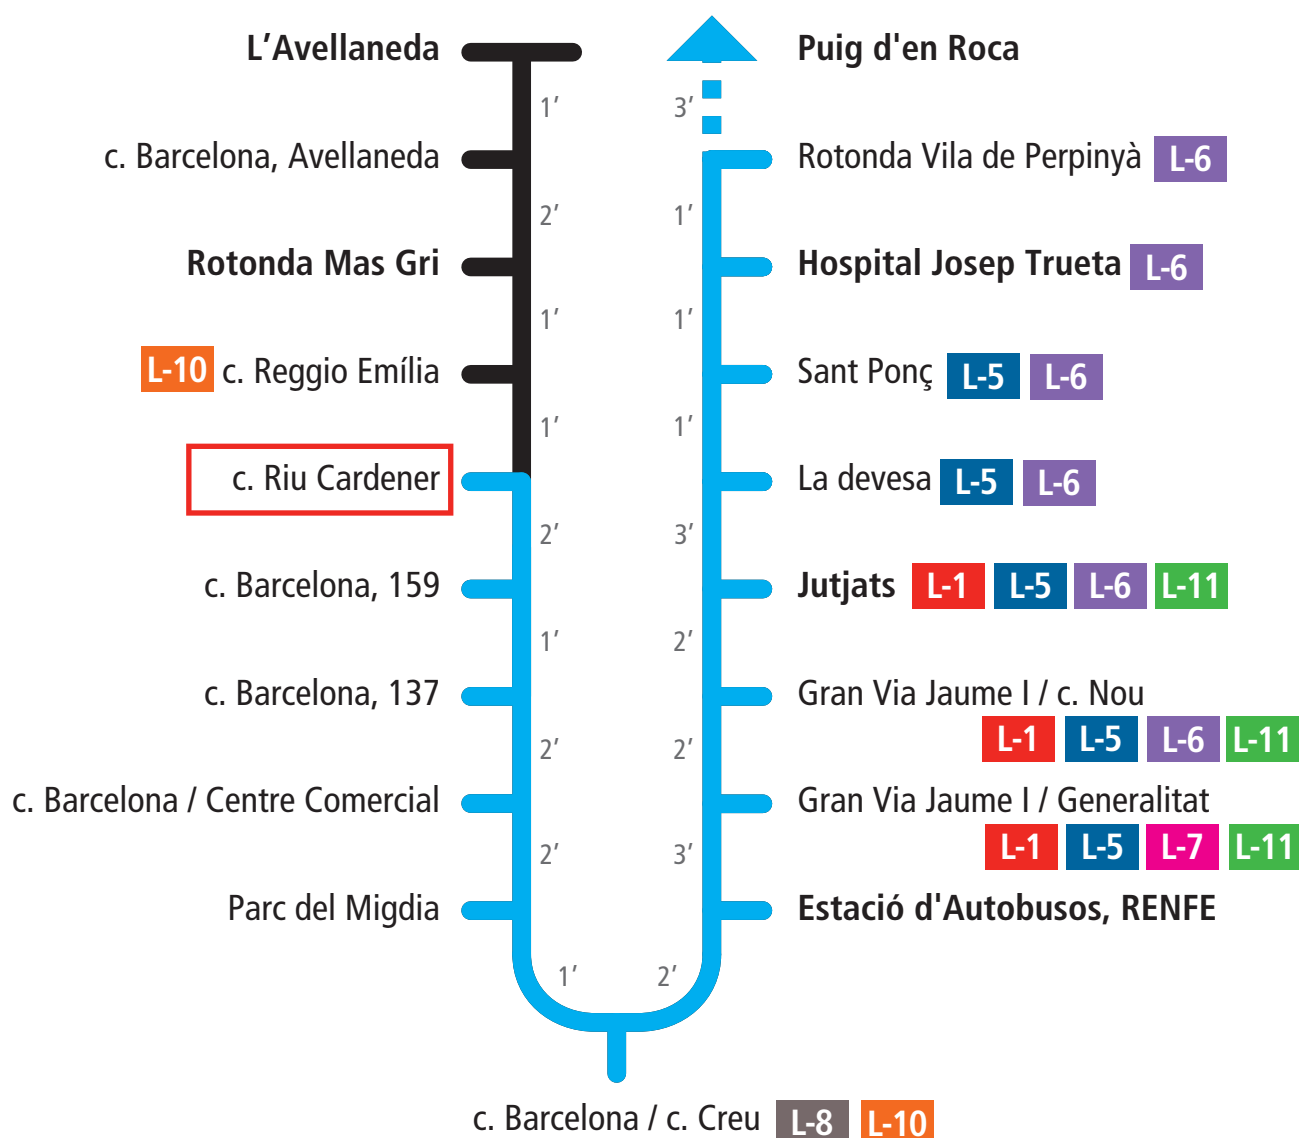 L’Avellaneda
1’
c. Barcelona, Avellaneda
2’
Rotonda Mas Gri
1’
L-10 c. Reggio Emília
1’
c. Riu Cardener
2’
c. Barcelona, 159
1’
c. Barcelona, 137
2’
c. Barcelona / Centre Comercial
2’
Parc del Migdia
1’
c. Barcelona / c. Creu L-8 L-10
2’
Estació d'Autobusos, RENFE
3’
Gran Via Jaume I / Generalitat
L-1 L-5 L-7 L-11
2’
Gran Via Jaume I / c. Nou
L-1 L-5 L-6 L-11
2’
Jutjats L-1 L-5 L-6 L-11
3’
La devesa L-5 L-6
1’
Sant Ponç L-5 L-6
1’
Hospital Josep Trueta L-6
1’
Rotonda Vila de Perpinyà L-6
3’
Puig d'en Roca